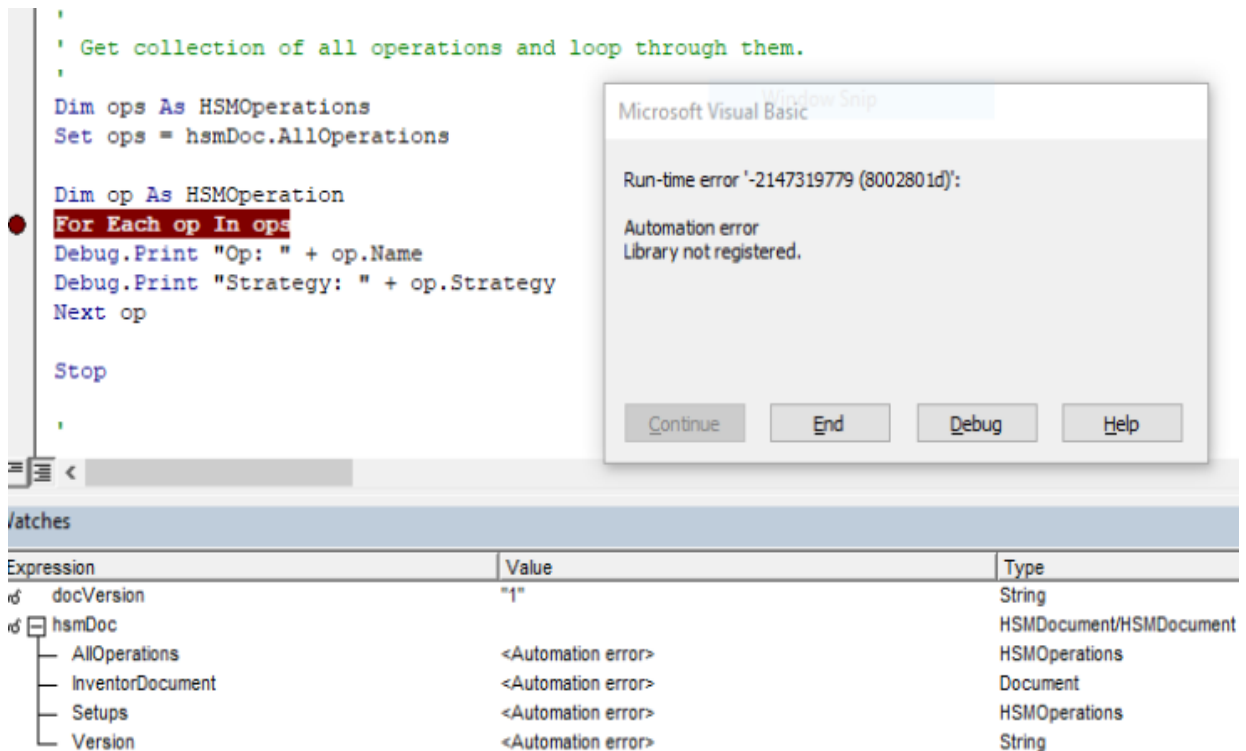 '
' Get collection of all operations and loop through them.
'
Dim ops As HSMOperations
Set ops = hsmDoc.AllOperations
Dim op As HSMOperation
For Each op In ops
Debug.Print "Op: " + op.Name
Debug.Print "Strategy: " + op.Strategy
Next op
Stop
'
Window Snip
Microsoft Visual Basic
Run-time error '-2147319779 (8002801d)':
Automation error
Library not registered.
Continue End Debug Help
Watches
Expression Value Type
docVersion "1" String
hsmDoc HSMDocument/HSMDocument
AllOperations <Automation error> HSMOperations
InventorDocument <Automation error> Document
Setups <Automation error> HSMOperations
Version <Automation error> String